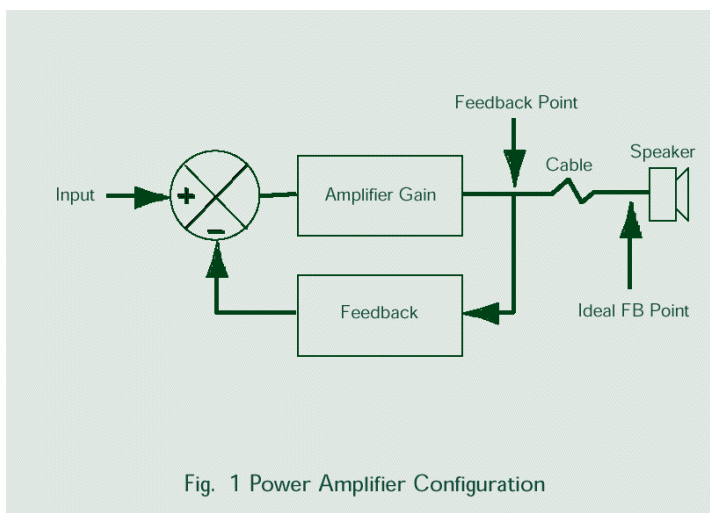 Feedback Point
Cable
Speaker
Input
+
Amplifier Gain
-
Feedback
Ideal FB Point
Fig. 1 Power Amplifier Configuration